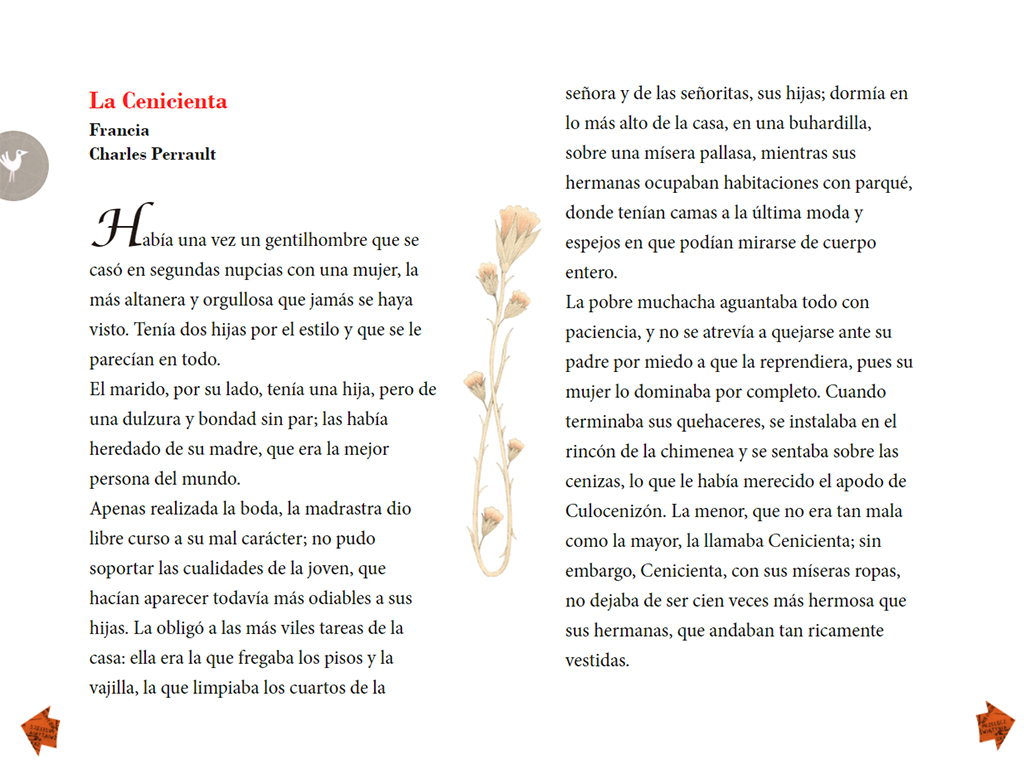 La Cenicienta
Francia
Charles Perrault
Había una vez un gentilhombre que se
casó en segundas nupcias con una mujer, la
más altanera y orgullosa que jamás se haya
visto. Tenía dos hijas por el estilo y que se le
parecían en todo.
El marido, por su lado, tenía una hija, pero de
una dulzura y bondad sin par; las había
heredado de su madre, que era la mejor
persona del mundo.
Apenas realizada la boda, la madrastra dio
libre curso a su mal carácter; no pudo
soportar las cualidades de la joven, que
hacían aparecer todavía más odiables a sus
hijas. La obligó a las más viles tareas de la
casa: ella era la que fregaba los pisos y la
vajilla, la que limpiaba los cuartos de la
señora y de las señoritas, sus hijas; dormía en
lo más alto de la casa, en una buhardilla,
sobre una mísera pallasa, mientras sus
hermanas ocupaban habitaciones con parqué,
donde tenían camas a la última moda y
espejos en que podían mirarse de cuerpo
entero.
La pobre muchacha aguantaba todo con
paciencia, y no se atrevía a quejarse ante su
padre por miedo a que la reprendiera, pues su
mujer lo dominaba por completo. Cuando
terminaba sus quehaceres, se instalaba en el
rincón de la chimenea y se sentaba sobre las
cenizas, lo que le había merecido el apodo de
Culocenizón. La menor, que no era tan mala
como la mayor, la llamaba Cenicienta; sin
embargo, Cenicienta, con sus míseras ropas,
no dejaba de ser cien veces más hermosa que
sus hermanas, que andaban tan ricamente
vestidas.